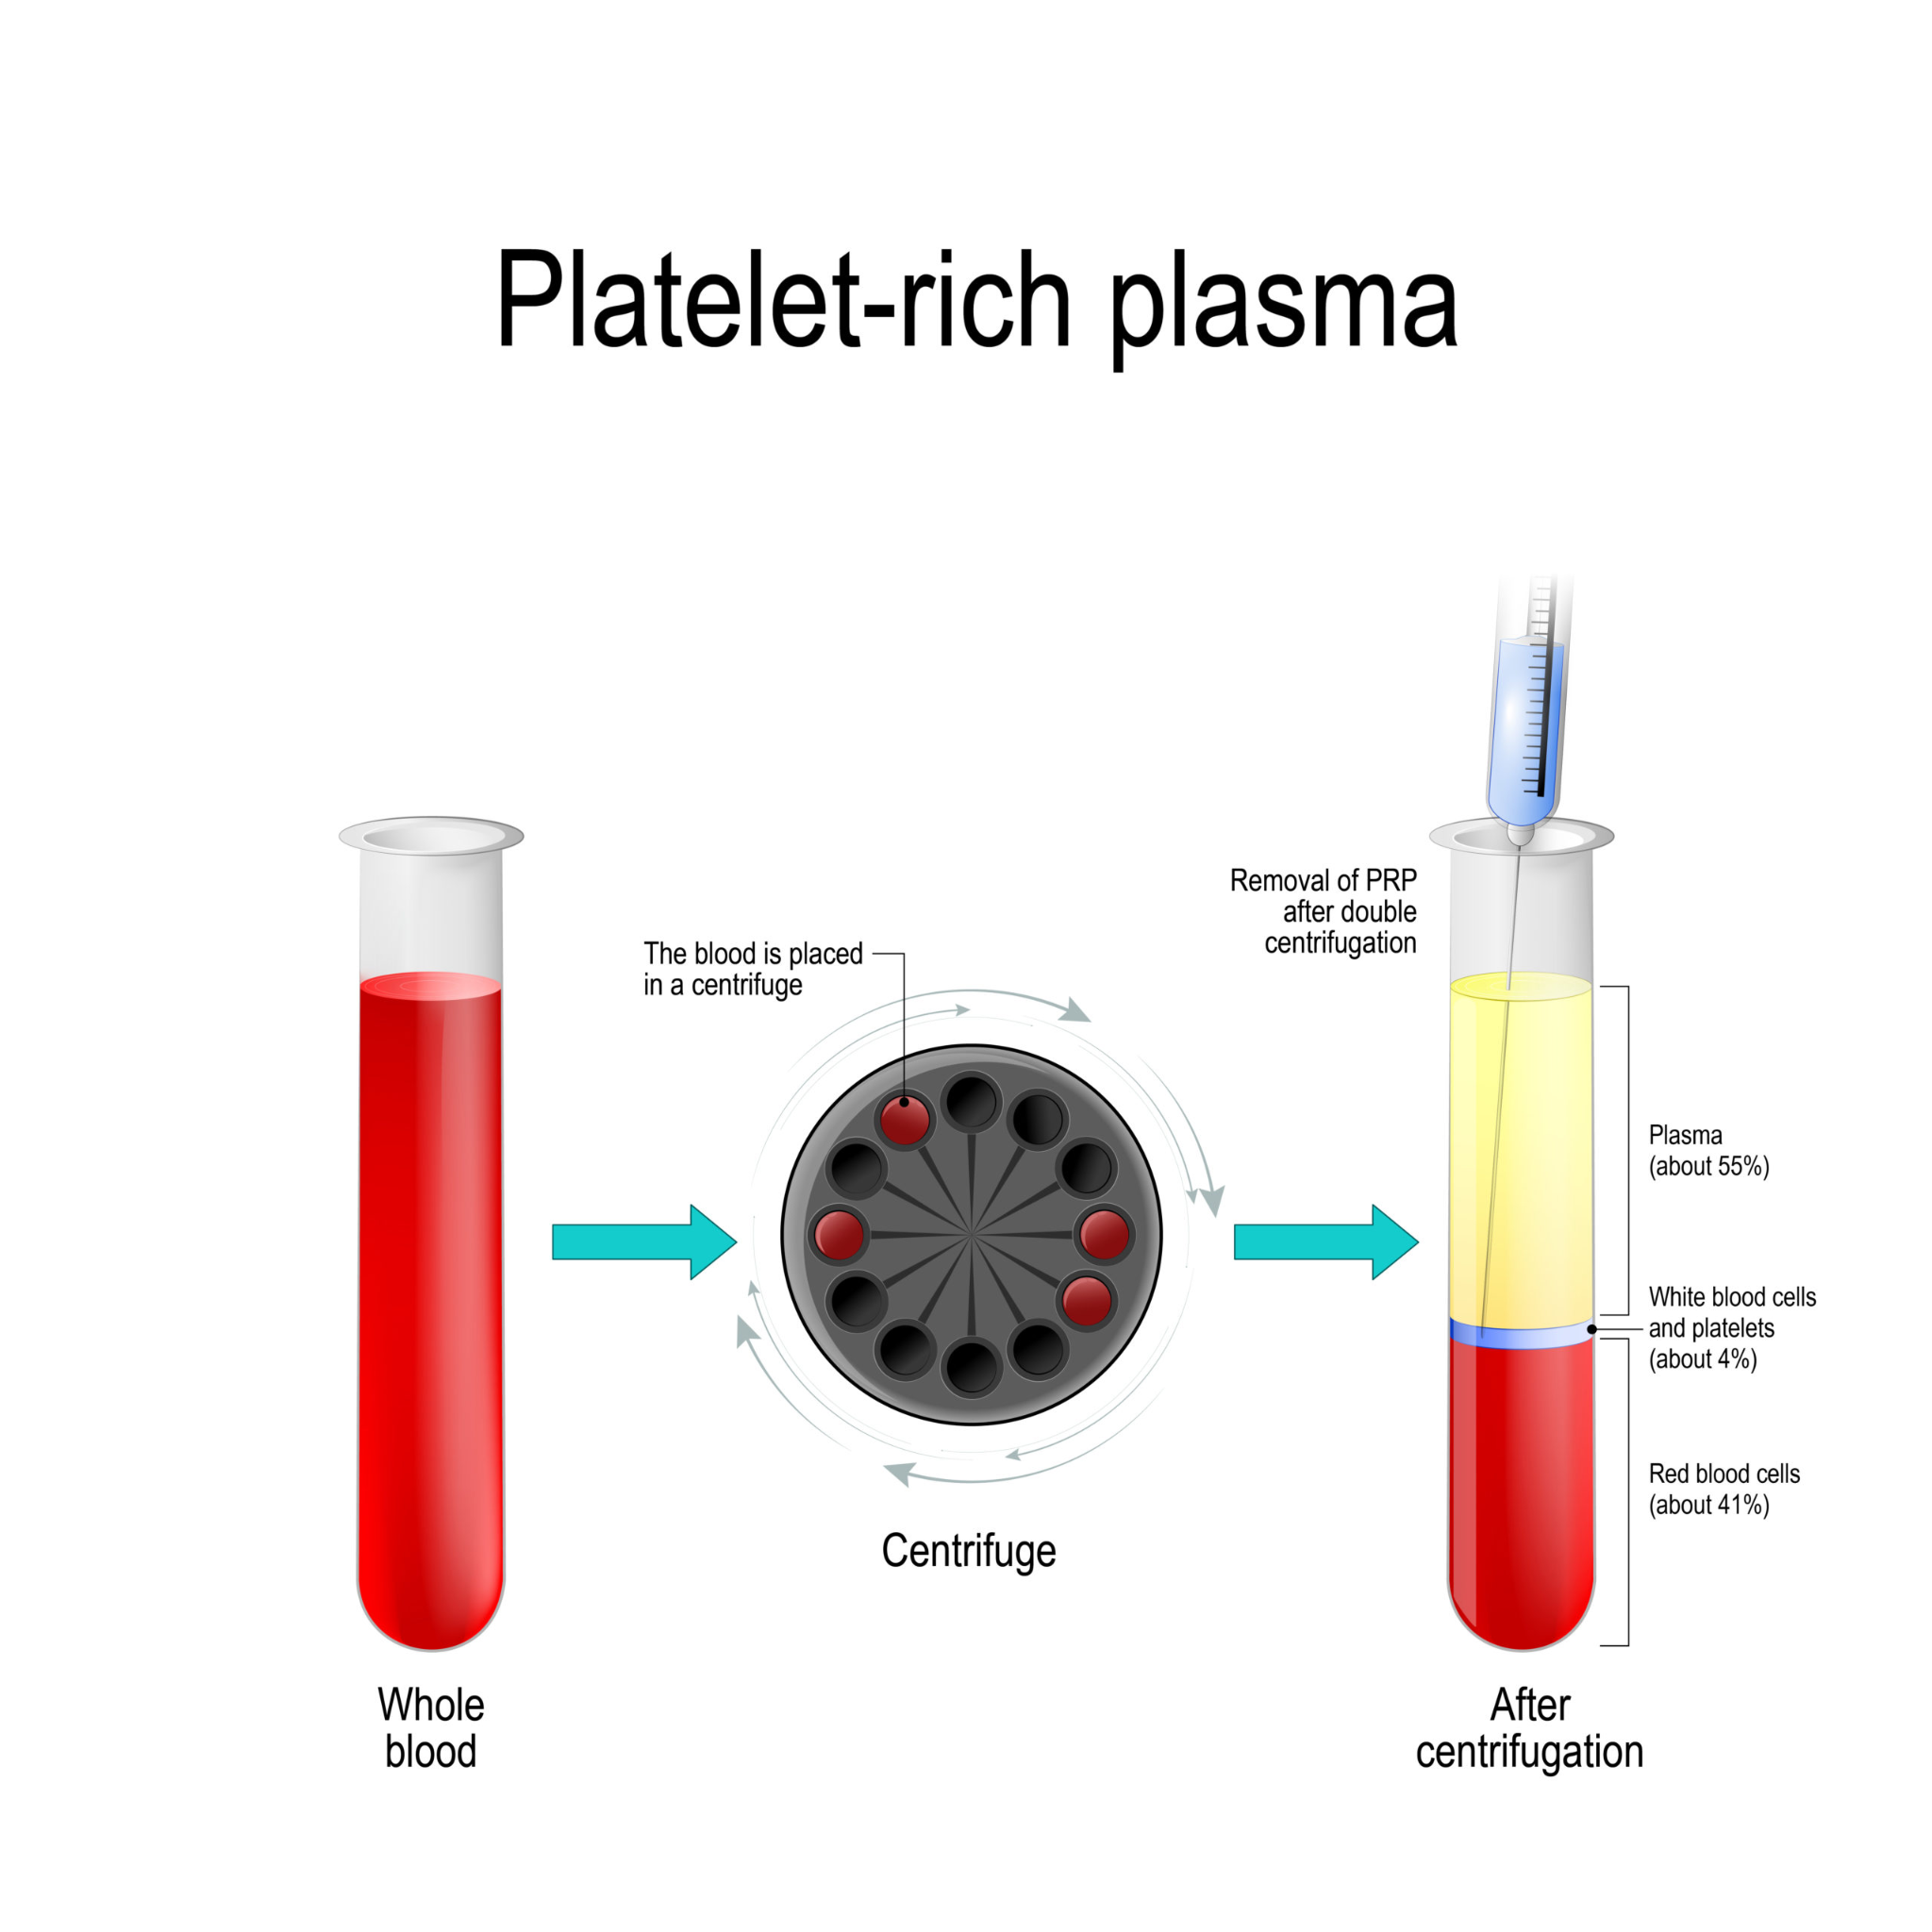 Platelet-rich plasma
Removal of PRP
after double
centrifugation
The blood is placed
in a centrifuge
Plasma
(about 55%)
White blood cells
and platelets
(about 4%)
Red blood cells
(about 41%)
Centrifuge
Whole
blood
After
centrifugation